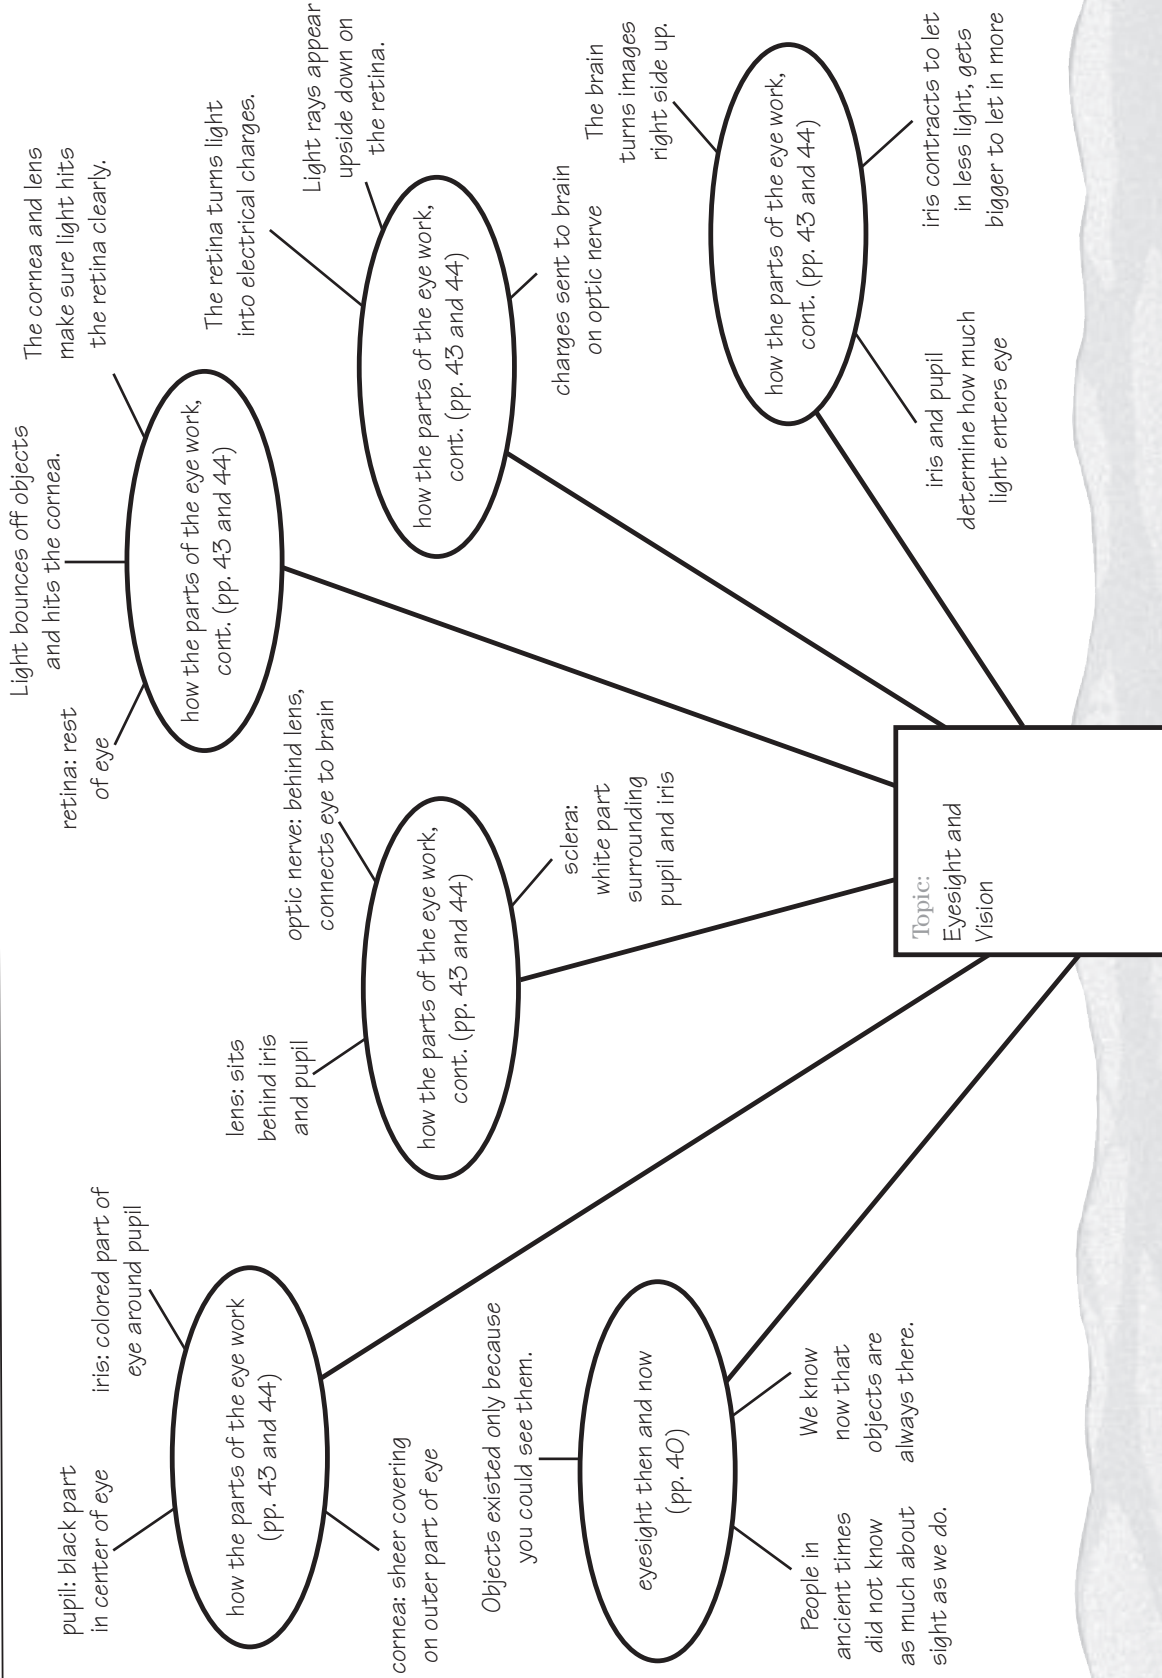 pupil: black part
in center of eye
iris: colored part of
eye around pupil
how the parts of the eye work
(pp. 43 and 44)
cornea: sheer covering
on outer part of eye
Objects existed only because
you could see them.
eyesight then and now
(pp. 40)
People in
ancient times
did not know
as much about
sight as we do.
We know
now that
objects are
always there.
lens: sits
behind iris
and pupil
optic nerve: behind lens,
connects eye to brain
how the parts of the eye work,
cont. (pp. 43 and 44)
sclera:
white part
surrounding
pupil and iris
Topic:
Eyesight and
Vision
retina: rest
of eye
Light bounces off objects
and hits the cornea.
The cornea and lens
make sure light hits
the retina clearly.
how the parts of the eye work,
cont. (pp. 43 and 44)
The retina turns light
into electrical charges.
Light rays appear
upside down on
the retina.
how the parts of the eye work,
cont. (pp. 43 and 44)
charges sent to brain
on optic nerve
The brain
turns images
right side up.
how the parts of the eye work,
cont. (pp. 43 and 44)
iris and pupil
determine how much
light enters eye
iris contracts to let
in less light, gets
bigger to let in more